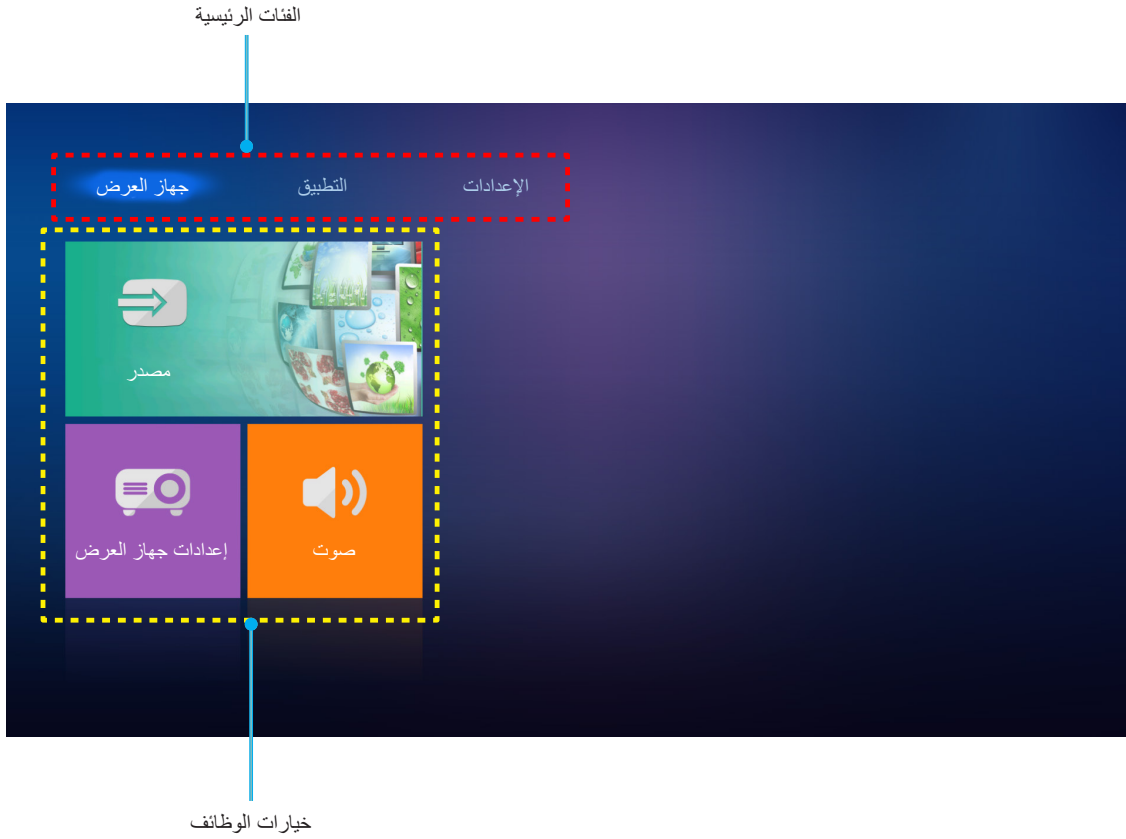 الفئات الرئيسية
جهاز العرض
التطبيق
الإعدادات
مصدر
إعدادات جهاز العرض
صوت
خيارات الوظائف